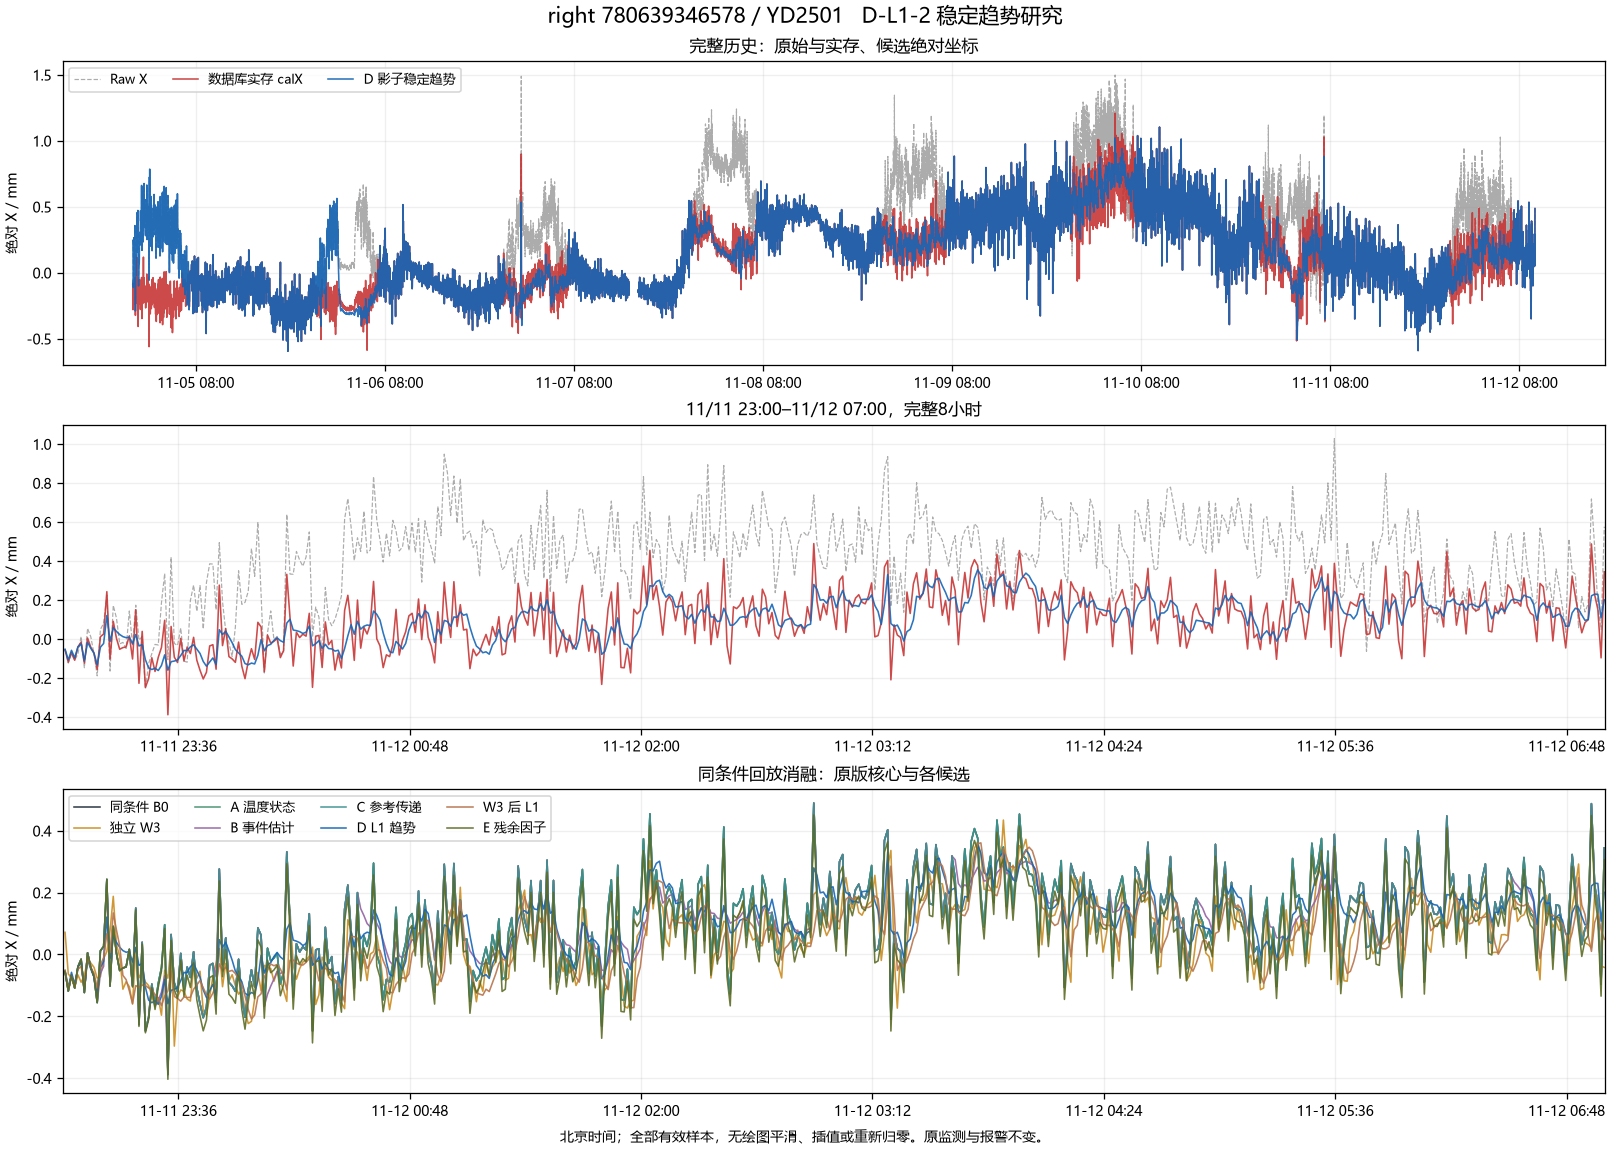 right 780639346578 / YD2501   D-L1-2 稳定趋势研究
完整历史：原始与实存、候选绝对坐标
Raw X   数据库实存 calX   D 影子稳定趋势
绝对 X / mm
1.5
1.0
0.5
0.0
-0.5
11-05 08:00   11-06 08:00   11-07 08:00   11-08 08:00   11-09 08:00   11-10 08:00   11-11 08:00   11-12 08:00
11/11 23:00–11/12 07:00，完整8小时
绝对 X / mm
1.0
0.8
0.6
0.4
0.2
0.0
-0.2
-0.4
11-11 23:36   11-12 00:48   11-12 02:00   11-12 03:12   11-12 04:24   11-12 05:36   11-12 06:48
同条件回放消融：原版核心与各候选
同条件 B0   A 温度状态   C 参考传递   W3 后 L1
独立 W3   B 事件估计   D L1 趋势   E 残余因子
绝对 X / mm
0.4
0.2
0.0
-0.2
-0.4
11-11 23:36   11-12 00:48   11-12 02:00   11-12 03:12   11-12 04:24   11-12 05:36   11-12 06:48
北京时间；全部有效样本，无绘图平滑、插值或重新归零。原监测与报警不变。